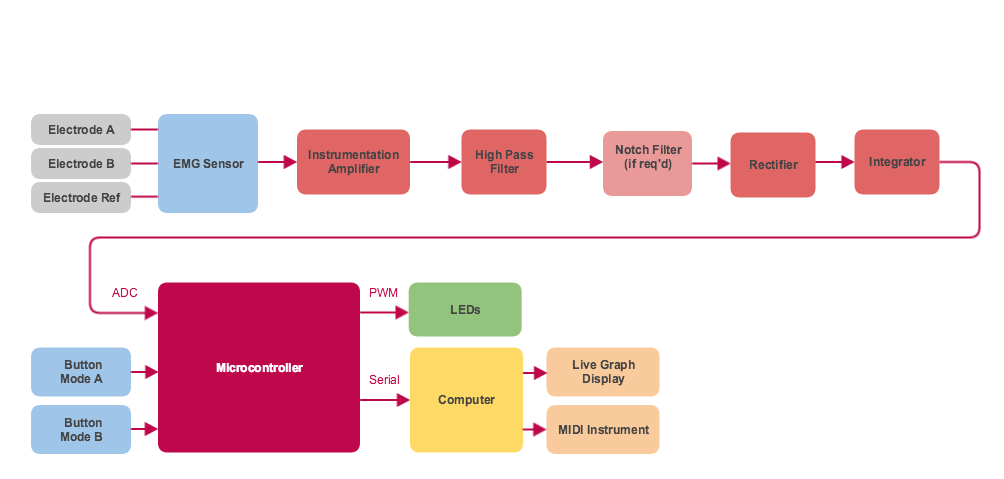 Electrode A
Electrode B
Electrode Ref
EMG Sensor
Instrumentation
Amplifier
High Pass
Filter
Notch Filter
(if req'd)
Rectifier
Integrator
ADC
Button
Mode A
Button
Mode B
Microcontroller
PWM
LEDs
Serial
Computer
Live Graph
Display
MIDI Instrument